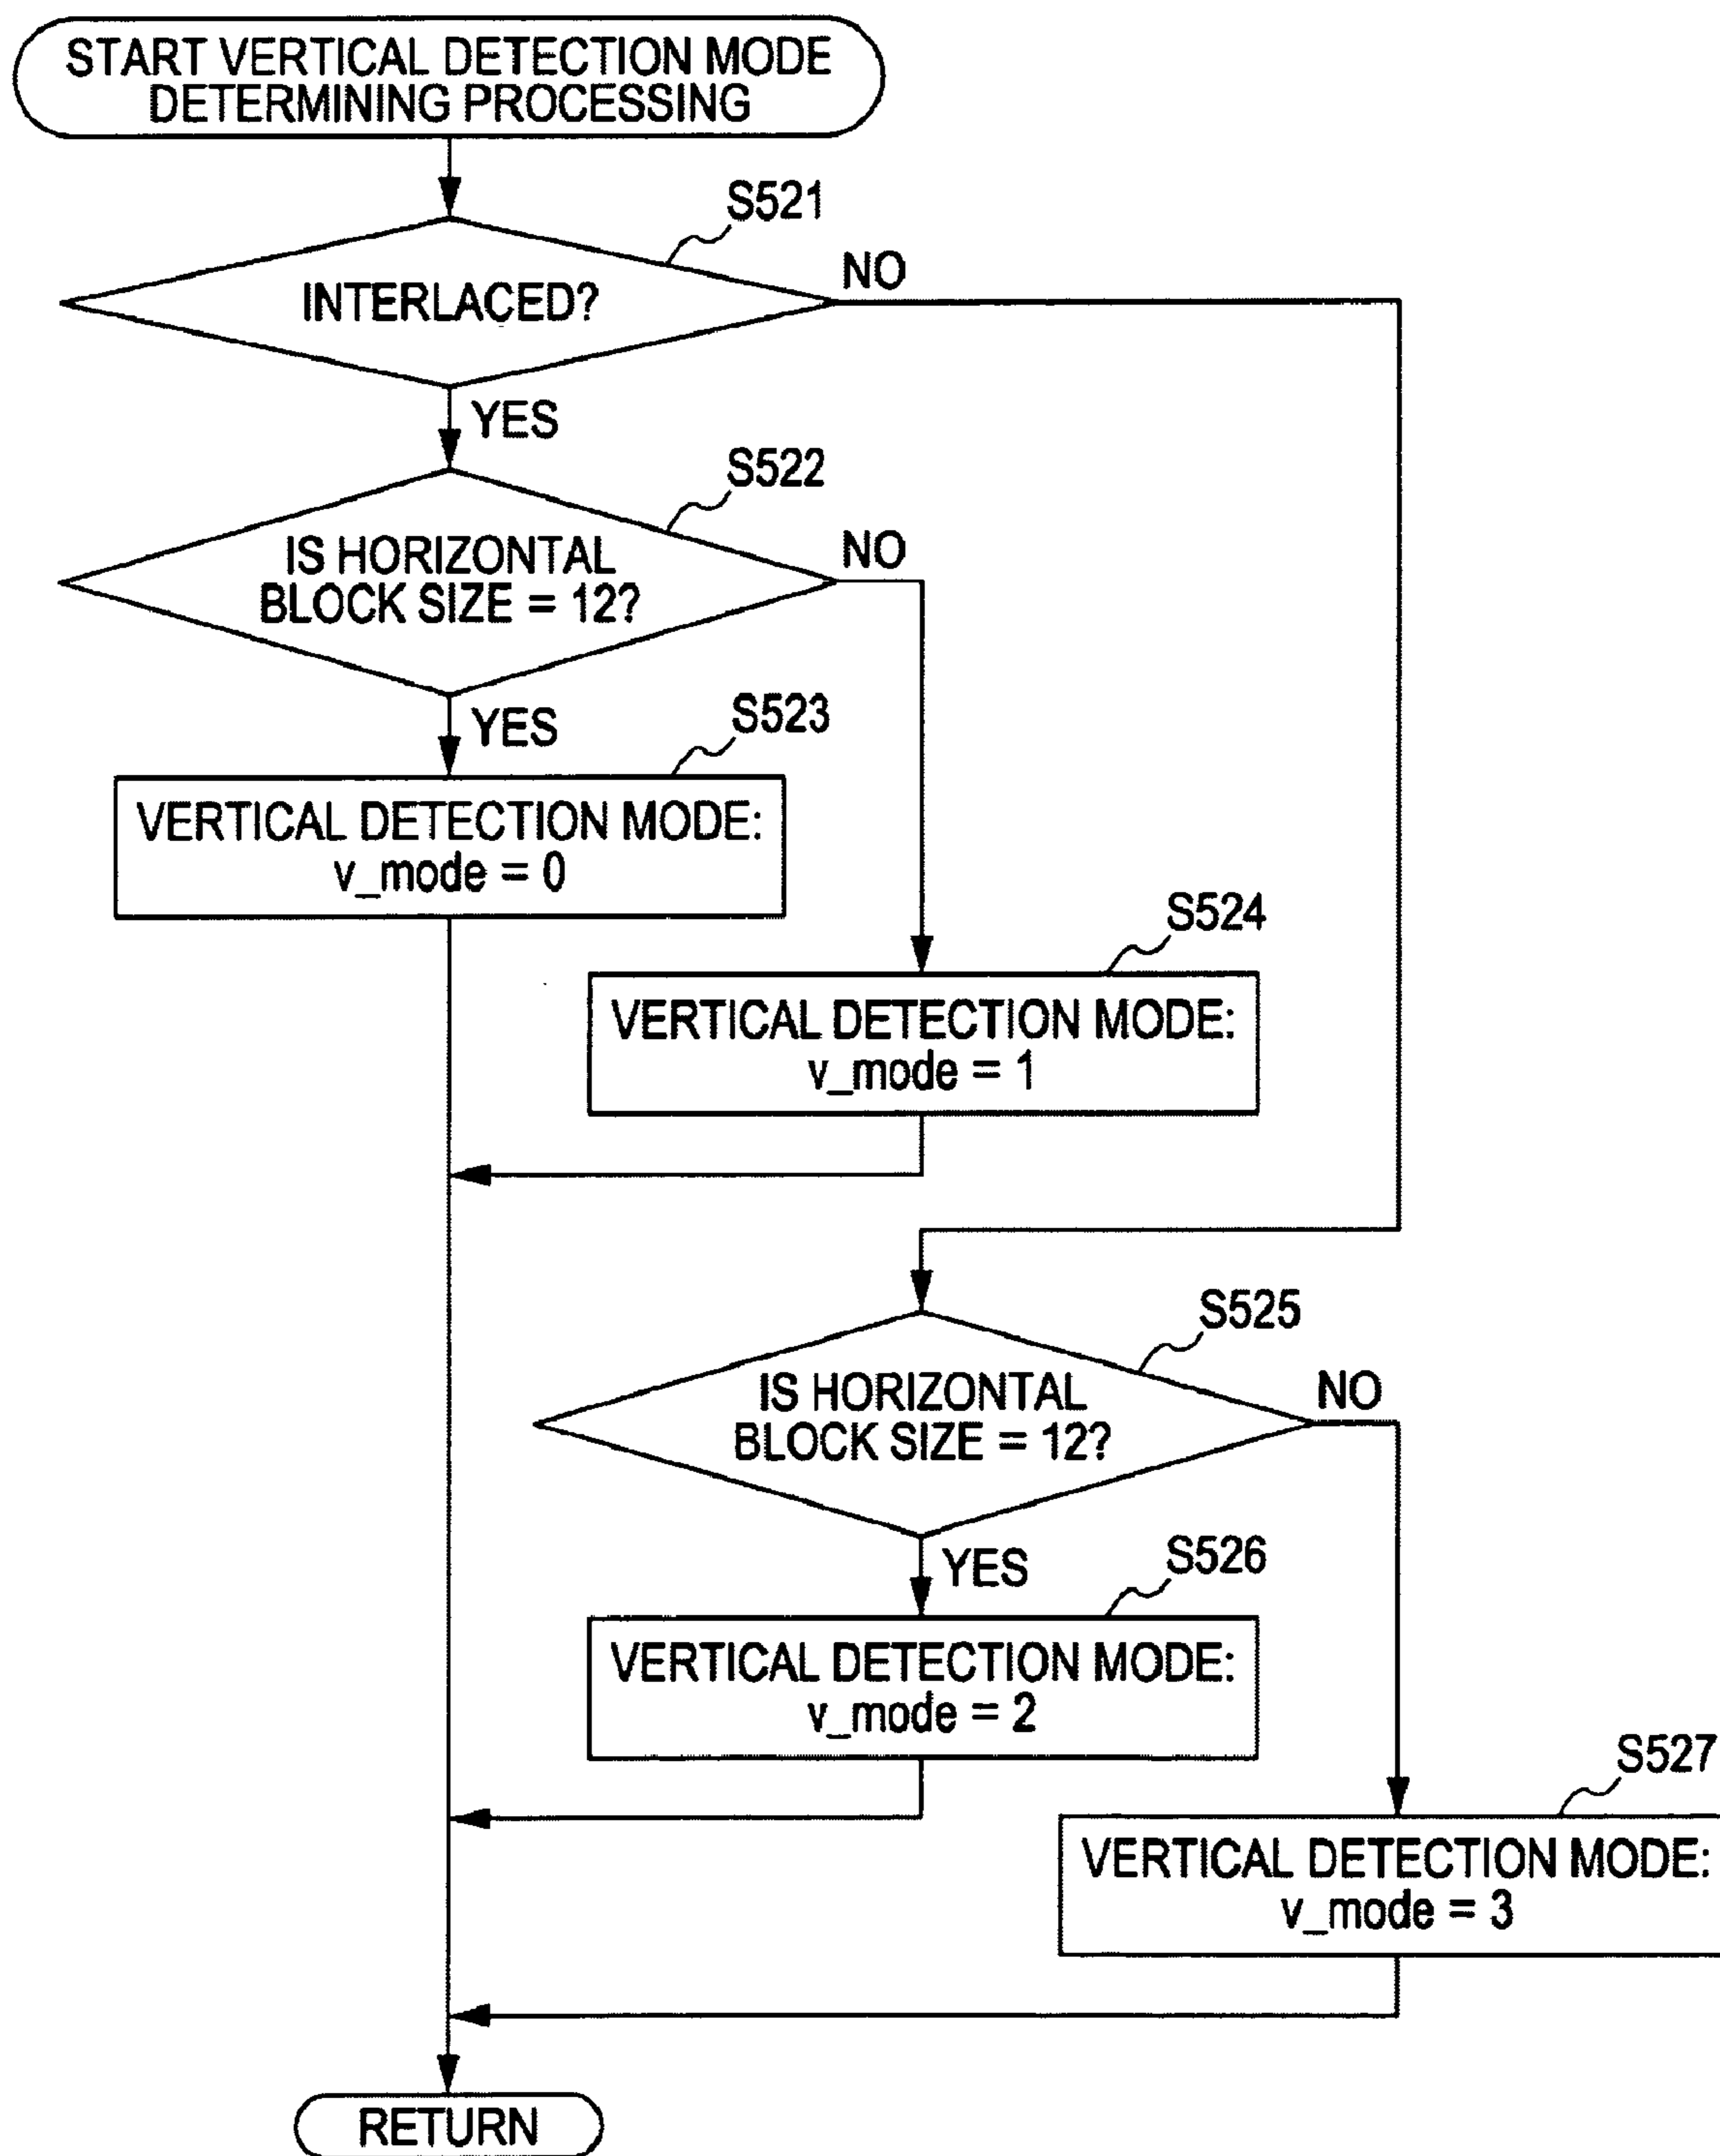 START VERTICAL DETECTION MODE
DETERMINING PROCESSING
S521
INTERLACED?
NO
YES
S522
IS HORIZONTAL
BLOCK SIZE = 12?
NO
YES
S523
VERTICAL DETECTION MODE:
v_mode = 0
S524
VERTICAL DETECTION MODE:
v_mode = 1
S525
IS HORIZONTAL
BLOCK SIZE = 12?
NO
YES
S526
VERTICAL DETECTION MODE:
v_mode = 2
S527
VERTICAL DETECTION MODE:
v_mode = 3
RETURN